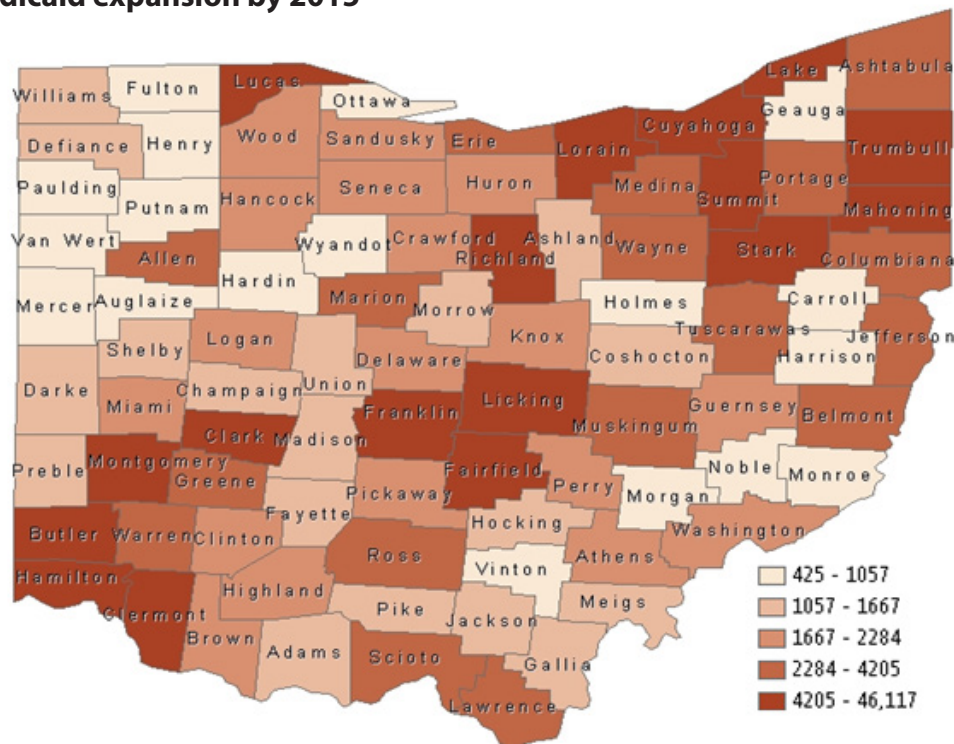 dicaid expansion by 2015
Williams
Fulton
Lucas
Ottawa
Lake
Ashtabula
Geauga
Defiance
Henry
Wood
Sandusky
Erie
Lorain
Cuyahoga
Trumbull
Paulding
Putnam
Hancock
Seneca
Huron
Medina
Summit
Portage
Mahoning
Van Wert
Allen
Wyandot
Crawford
Richland
Ashland
Wayne
Stark
Columbiana
Mercer
Auglaize
Hardin
Marion
Morrow
Holmes
Carroll
Tuscarawas
Jefferson
Harrison
Shelby
Logan
Knox
Coshocton
Delaware
Darke
Miami
Champaign
Union
Franklin
Licking
Muskingum
Guernsey
Belmont
Clark
Madison
Preble
Montgomery
Greene
Fairfield
Perry
Noble
Monroe
Morgan
Pickaway
Fayette
Hocking
Washington
Butler
Warren
Clinton
Ross
Vinton
Athens
Hamilton
Highland
Meigs
Clermont
Brown
Pike
Jackson
Adams
Scioto
Gallia
Lawrence
425 - 1057
1057 - 1667
1667 - 2284
2284 - 4205
4205 - 46,117